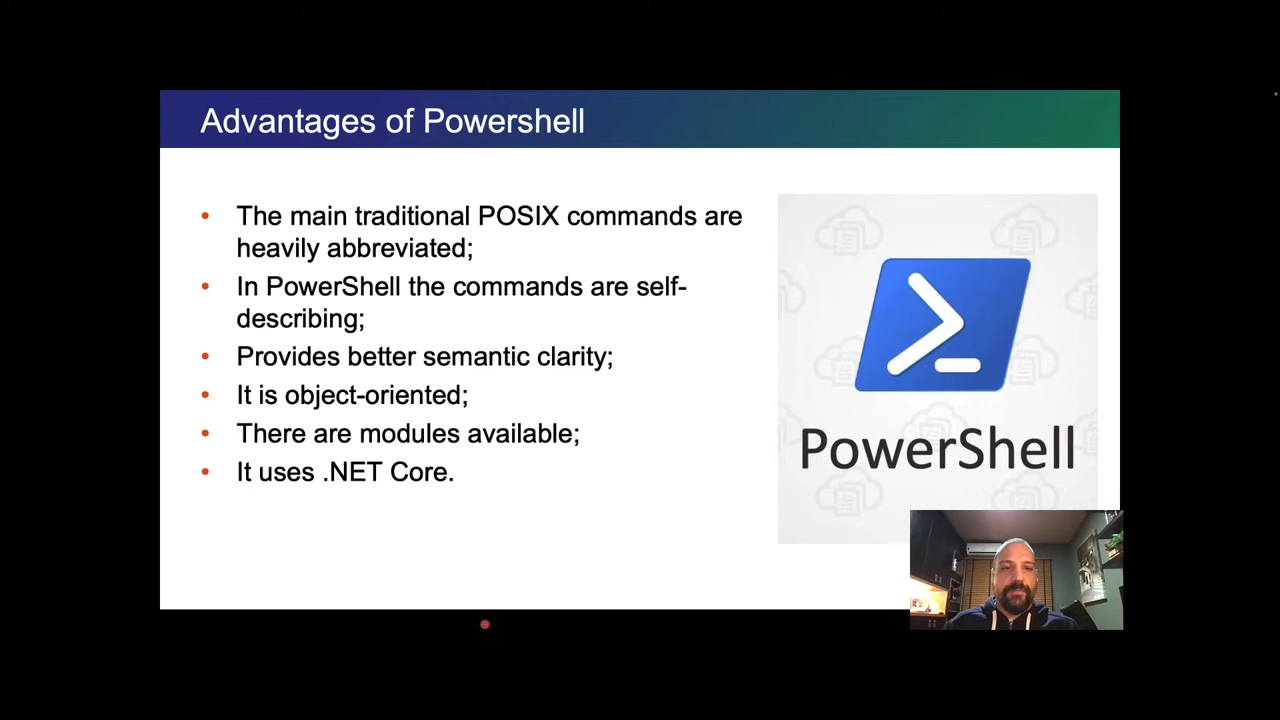 Advantages of Powershell
• The main traditional POSIX commands are
heavily abbreviated;
• In PowerShell the commands are self-
describing;
• Provides better semantic clarity;
• It is object-oriented;
• There are modules available;
• It uses .NET Core.
PowerShell